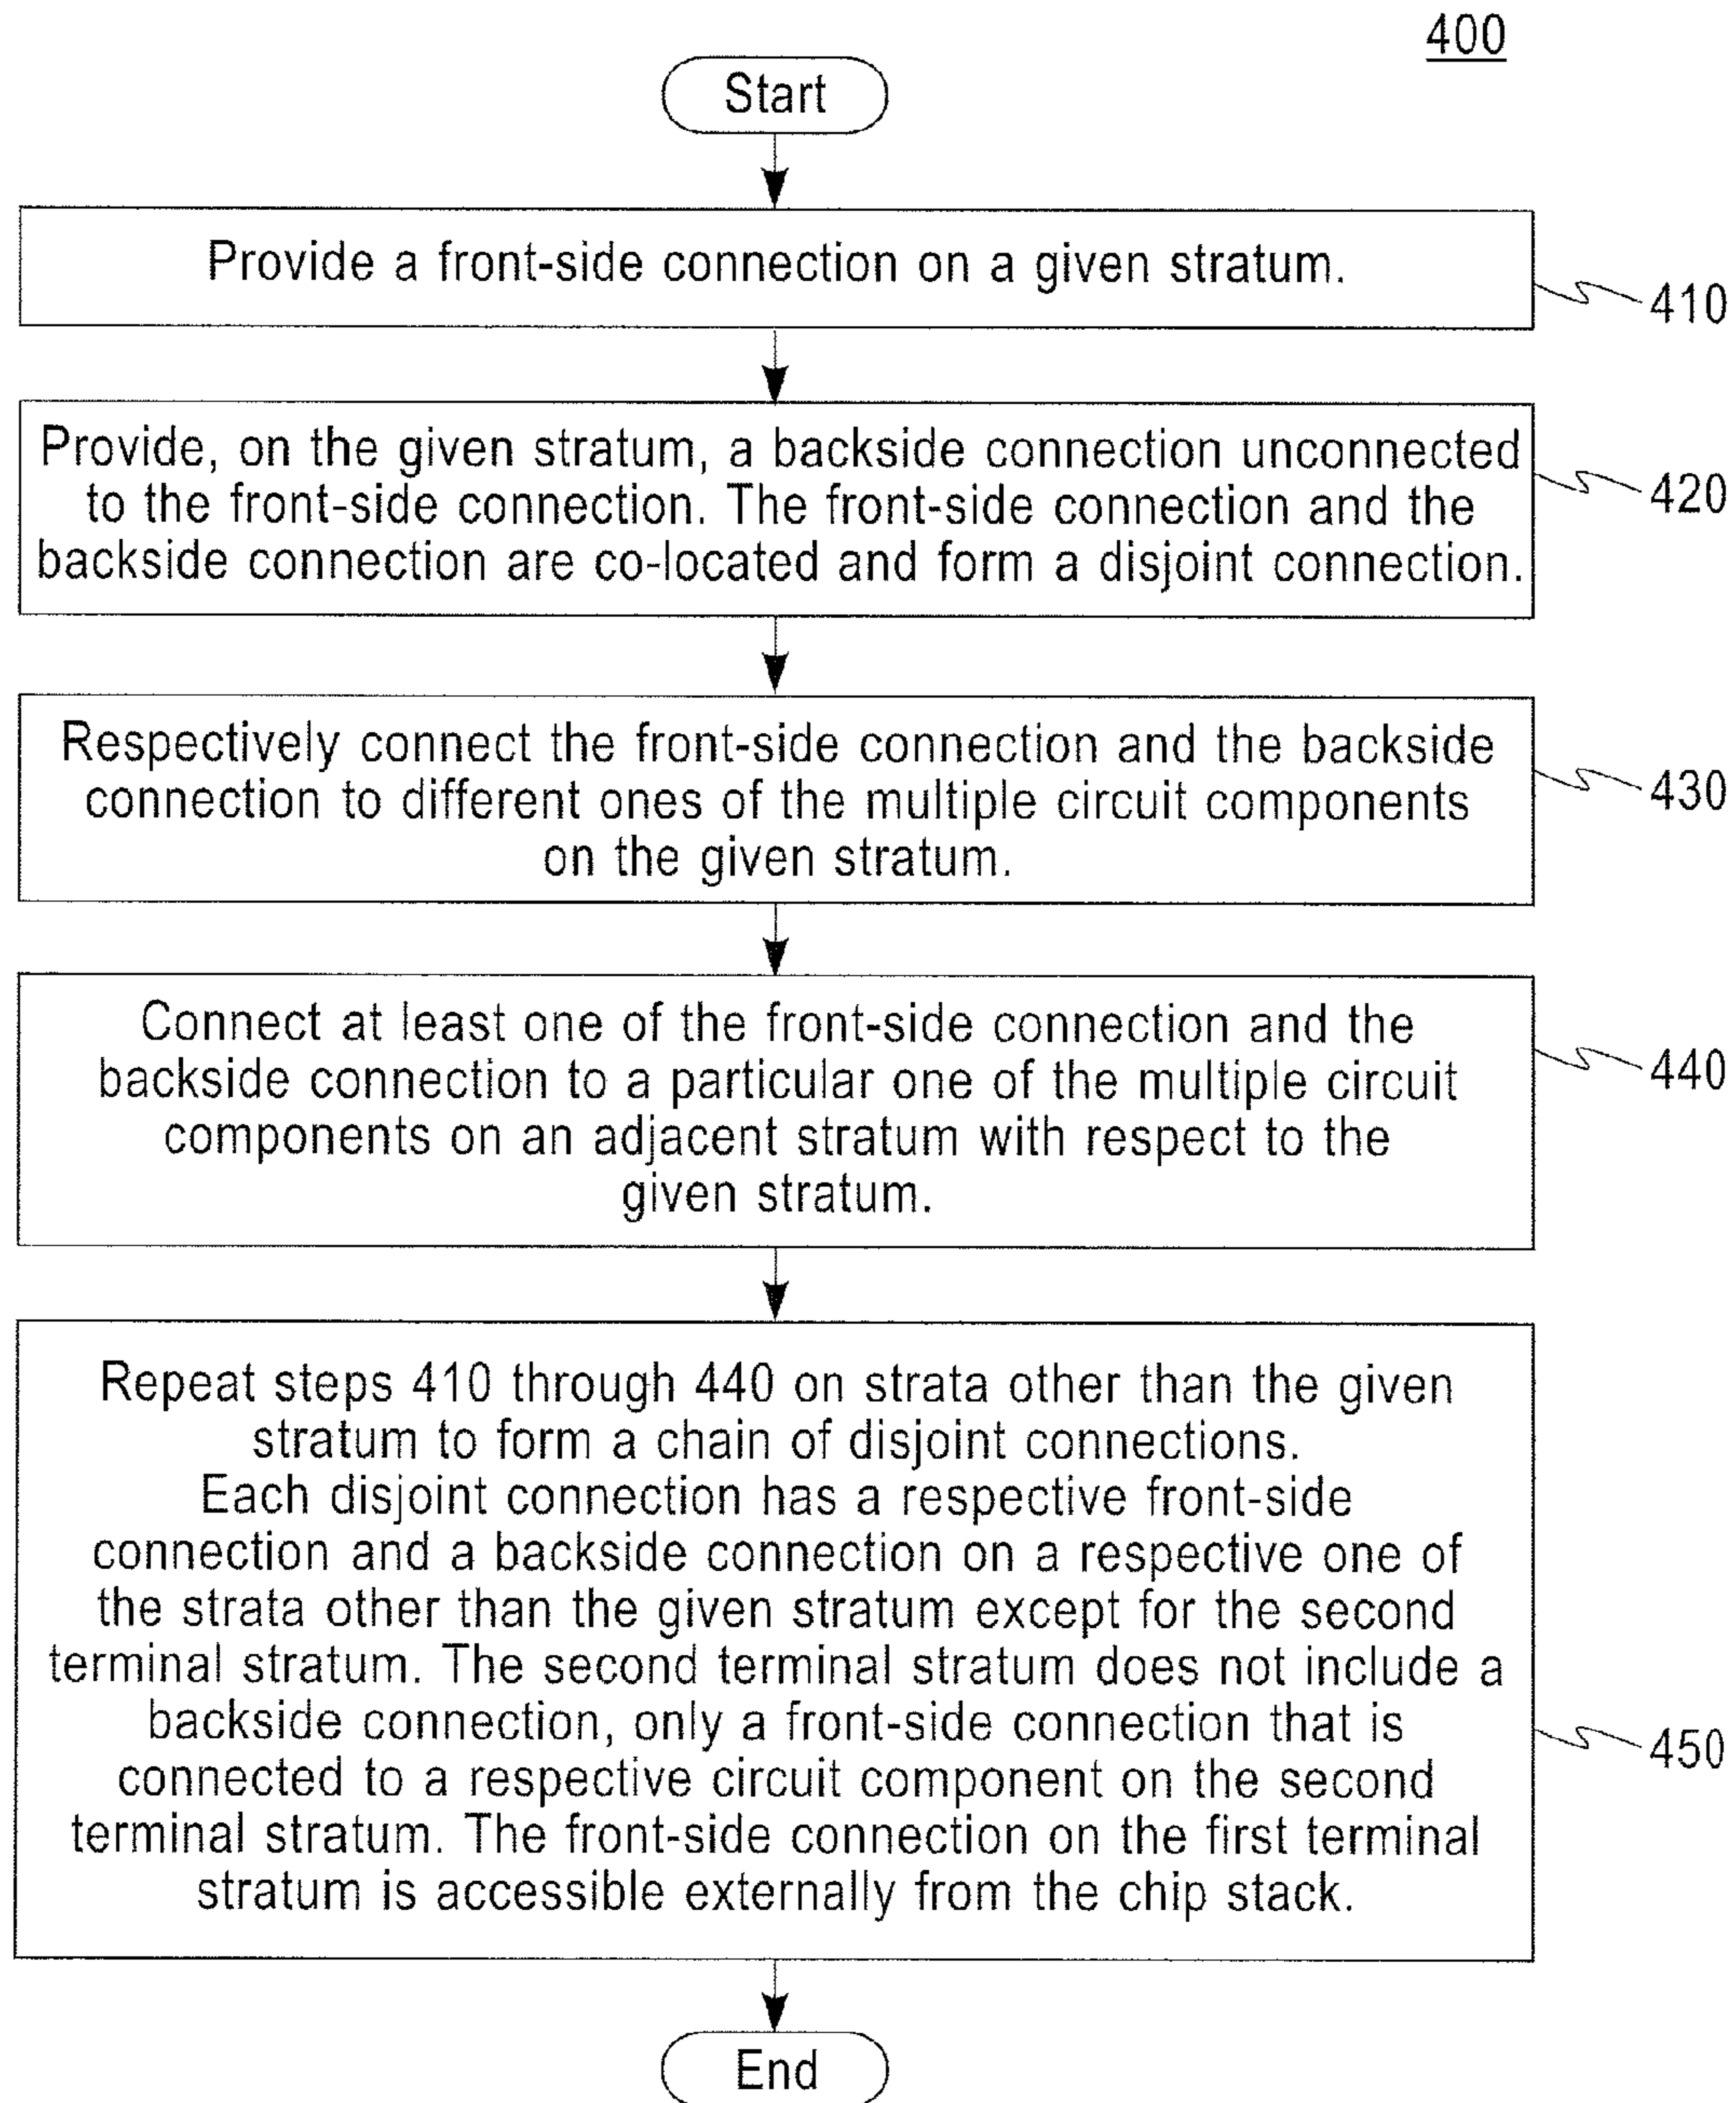 400
Start
Provide a front-side connection on a given stratum.
410
Provide, on the given stratum, a backside connection unconnected
to the front-side connection. The front-side connection and the
backside connection are co-located and form a disjoint connection.
420
Respectively connect the front-side connection and the backside
connection to different ones of the multiple circuit components
on the given stratum.
430
Connect at least one of the front-side connection and the
backside connection to a particular one of the multiple circuit
components on an adjacent stratum with respect to the
given stratum.
440
Repeat steps 410 through 440 on strata other than the given
stratum to form a chain of disjoint connections.
Each disjoint connection has a respective front-side
connection and a backside connection on a respective one of
the strata other than the given stratum except for the second
terminal stratum. The second terminal stratum does not include a
backside connection, only a front-side connection that is
connected to a respective circuit component on the second
terminal stratum. The front-side connection on the first terminal
stratum is accessible externally from the chip stack.
450
End